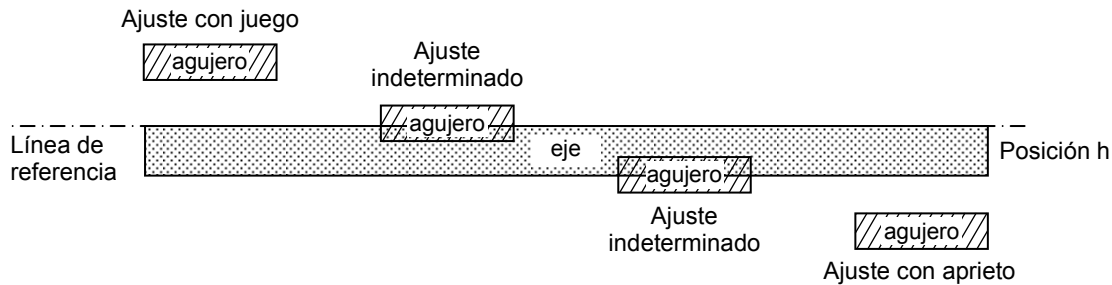 Ajuste con juego
agujero
Ajuste
indeterminado
agujero
Línea de
referencia
eje
Posición h
agujero
Ajuste
indeterminado
agujero
Ajuste con aprieto